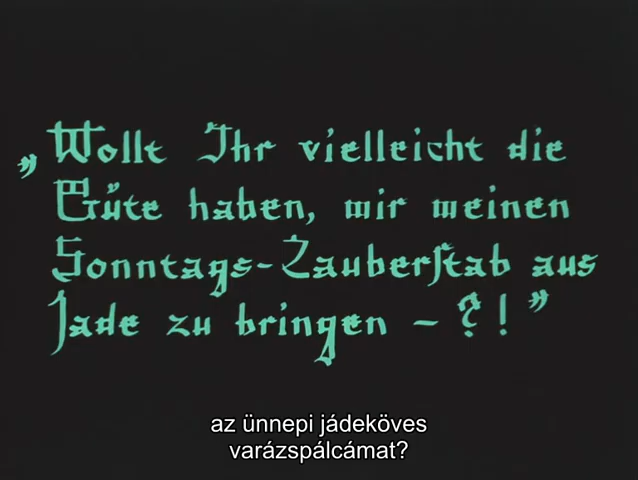 „Wollt Ihr vielleicht die
Güte haben, mir meinen
Sonntags-Zauberstab aus
Jade zu bringen – ?!”
az ünnepi jádeköves
varázspálcámat?